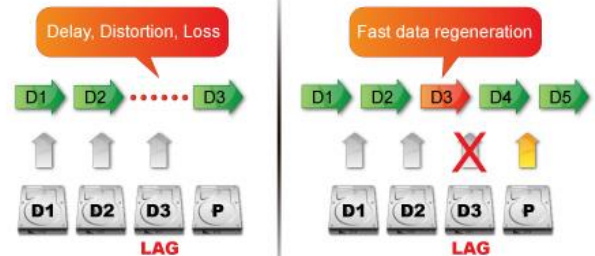 Delay, Distortion, Loss
D1 D2 D3
D1 D2 D3 P
LAG
Fast data regeneration
D1 D2 D3 D4 D5
X
D1 D2 D3 P
LAG